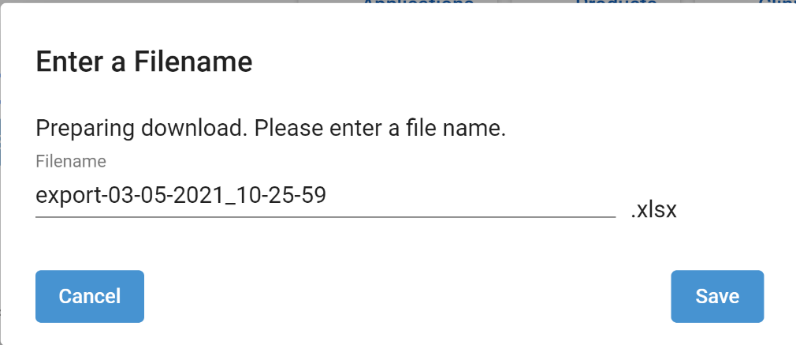 Enter a Filename
Preparing download. Please enter a file name.
Filename
export-03-05-2021_10-25-59
.xlsx
Cancel
Save